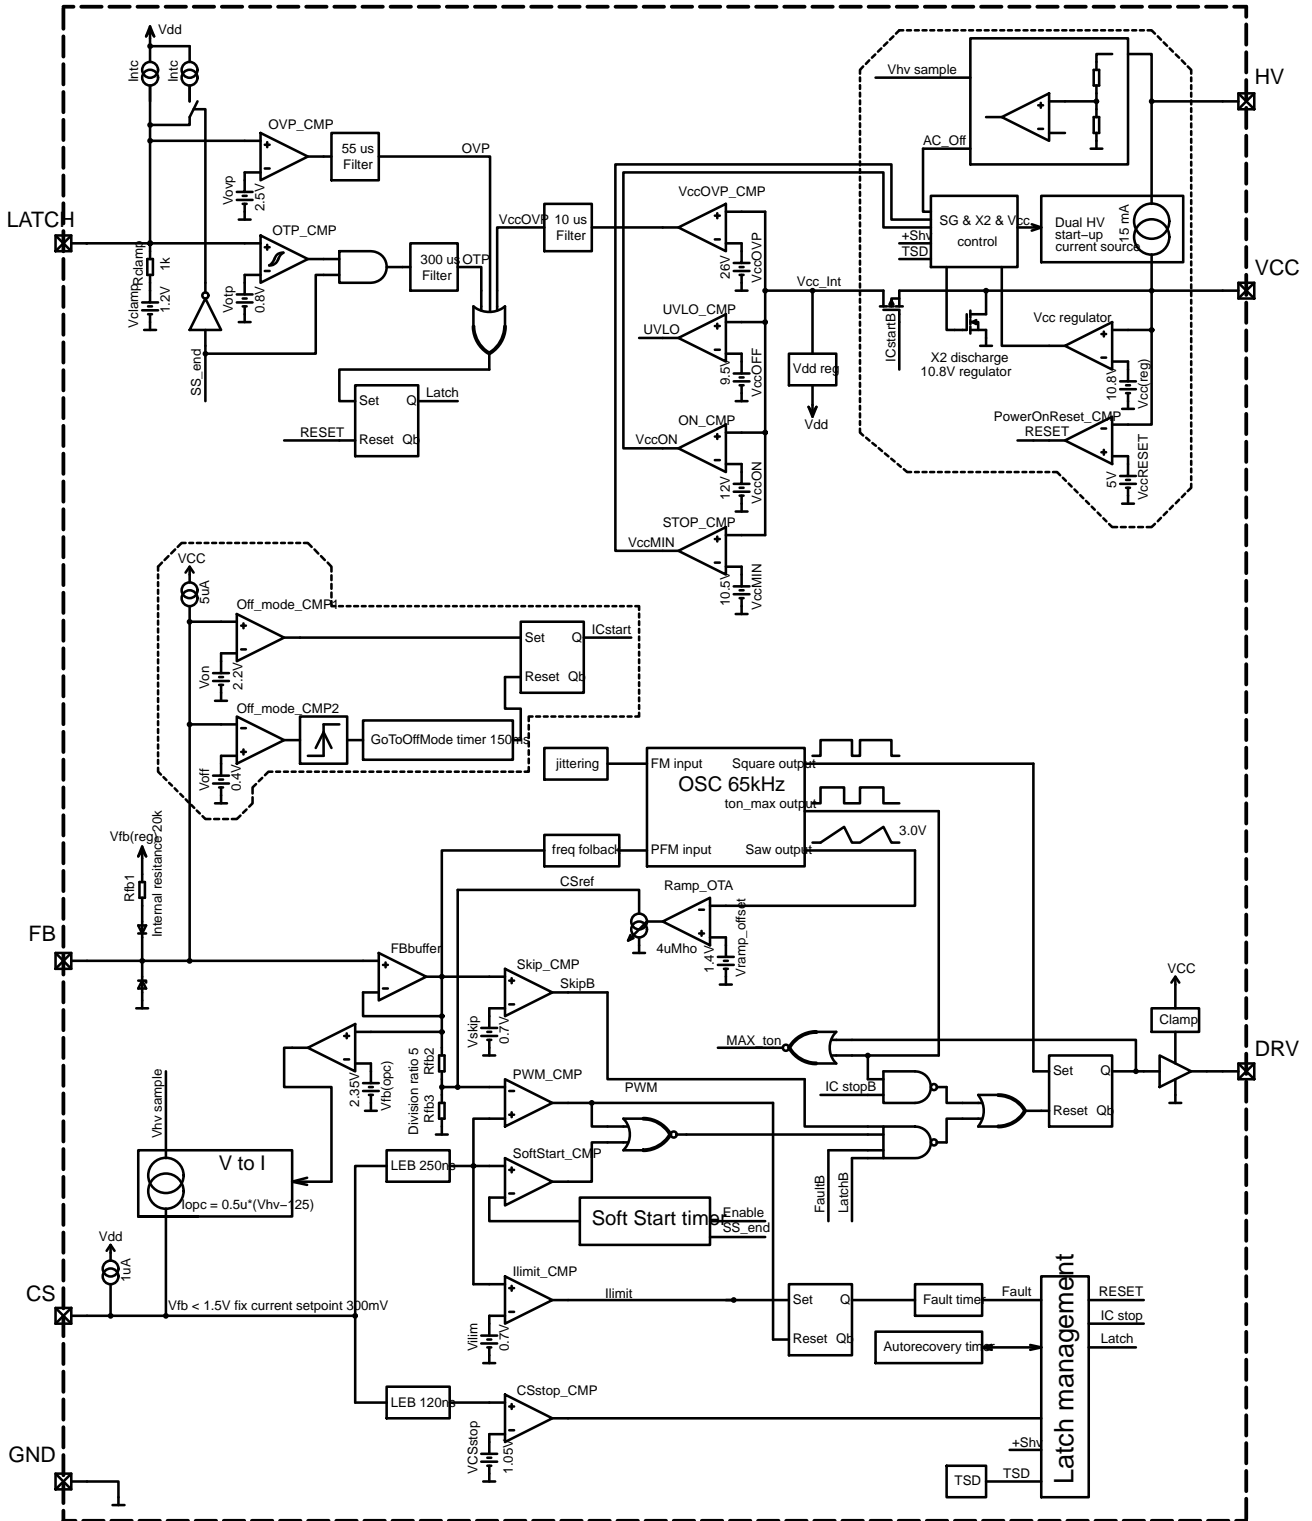 Vdd
Intc
Intc
HV
Vhv sample
OVP_CMP
55 us
Filter
OVP
AC_Off
Vovp
2.5V
VccOVP_CMP
LATCH
OTP_CMP
VccOVP
10 us
Filter
SG & X2 & Vcc
control
Dual HV
start–up
current source
15 mA
+Shv
TSD
Rclamp
1k
300 us
Filter
OTP
26V
VccOVP
VCC
Vclamp
1.2V
Votp
0.8V
Vcc_Int
UVLO_CMP
UVLO
ICstartB
Vcc regulator
X2 discharge
10.8V regulator
SS_end
9.5V
VccOFF
Vdd reg
10.8V
Vcc(reg)
Set
Q
Latch
RESET
Reset
Qb
ON_CMP
VccON
Vdd
PowerOnReset_CMP
RESET
12V
VccON
5V
VccRESET
STOP_CMP
VccMIN
10.5V
VccMIN
VCC
5uA
Off_mode_CMP1
Set
Q
ICstart
Reset
Qb
Von
2.2V
Off_mode_CMP2
GoToOffMode timer 150ms
Voff
0.4V
jittering
FM input
Square output
OSC 65kHz
ton_max output
Vfb(reg)
Rfb1
Internal resitance 20k
freq folback
PFM input
Saw output
3.0V
CSref
Ramp_OTA
4uMho
1.4V
Vramp_offset
FB
FBbuffer
Skip_CMP
SkipB
VCC
Clamp
Vskip
0.7V
MAX_ton
DRV
2.35V
Vfb(opc)
Division ratio 5
Rfb2
Rfb3
PWM_CMP
PWM
IC stopB
Set
Q
Reset
Qb
Vhv sample
V to I
Iopc = 0.5u*(Vhv–125)
LEB 250ns
SoftStart_CMP
FaultB
LatchB
Soft Start timer
Enable
SS_end
Vdd
1uA
CS
Vfb < 1.5V fix current setpoint 300mV
Ilimit_CMP
Ilimit
Vilim
0.7V
Set
Q
Reset
Qb
Fault timer
Fault
Autorecovery timer
Latch management
RESET
IC stop
Latch
LEB 120ns
CSstop_CMP
VCSstop
1.05V
+Shv
TSD
TSD
GND